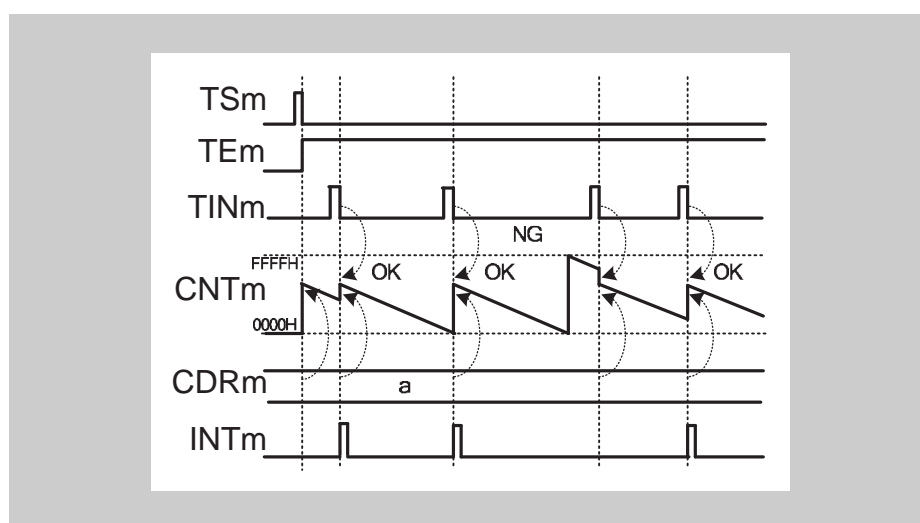 TSm
TEm
TINm
NG
FFFFH
OK OK OK
CNTm
0000H
CDRm a
INTm